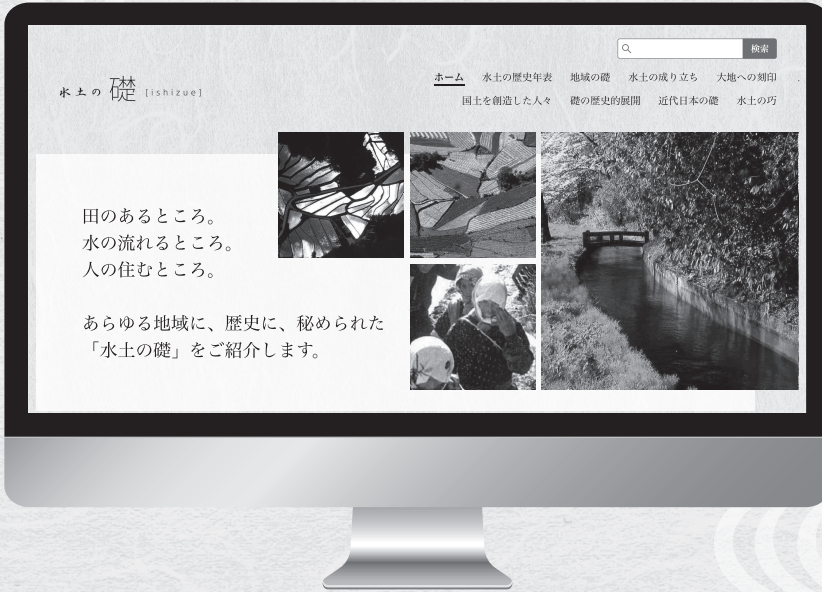 検索
水土の礎 [ishizue]
ホーム 水土の歴史年表 地域の礎 水土の成り立ち 大地への刻印
国土を創造した人々 礎の歴史的展開 近代日本の礎 水土の巧
田のあるところ。
水の流れるところ。
人の住むところ。
あらゆる地域に、歴史に、秘められた
「水土の礎」をご紹介します。